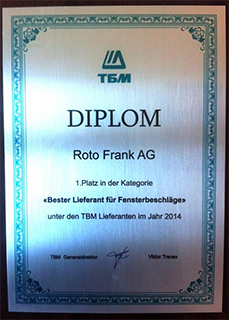 ТБМ
DIPLOM
Roto Frank AG
1.Platz in der Kategorie
«Bester Lieferant für Fensterbeschläge»
unter den TBM Lieferanten im Jahr 2014
TBM Generaldirektor Viktor Trenev